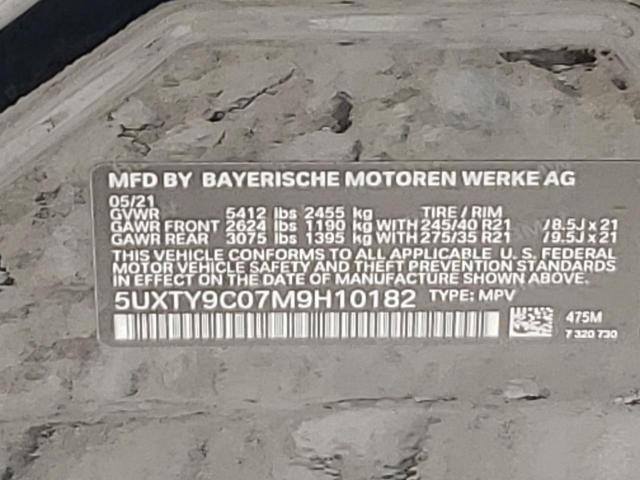 MFD BY BAYERISCHE MOTOREN WERKE AG
05/21
GVWR 5412 lbs 2455 kg TIRE / RIM
GAWR FRONT 2624 lbs 1190 kg WITH 245/40 R21 / 8.5J x 21
GAWR REAR 3075 lbs 1395 kg WITH 275/35 R21 / 9.5J x 21
THIS VEHICLE CONFORMS TO ALL APPLICABLE U. S. FEDERAL
MOTOR VEHICLE SAFETY AND THEFT PREVENTION STANDARDS
IN EFFECT ON THE DATE OF MANUFACTURE SHOWN ABOVE.
5UXTY9C07M9H10182 TYPE: MPV
475M
7 320 730